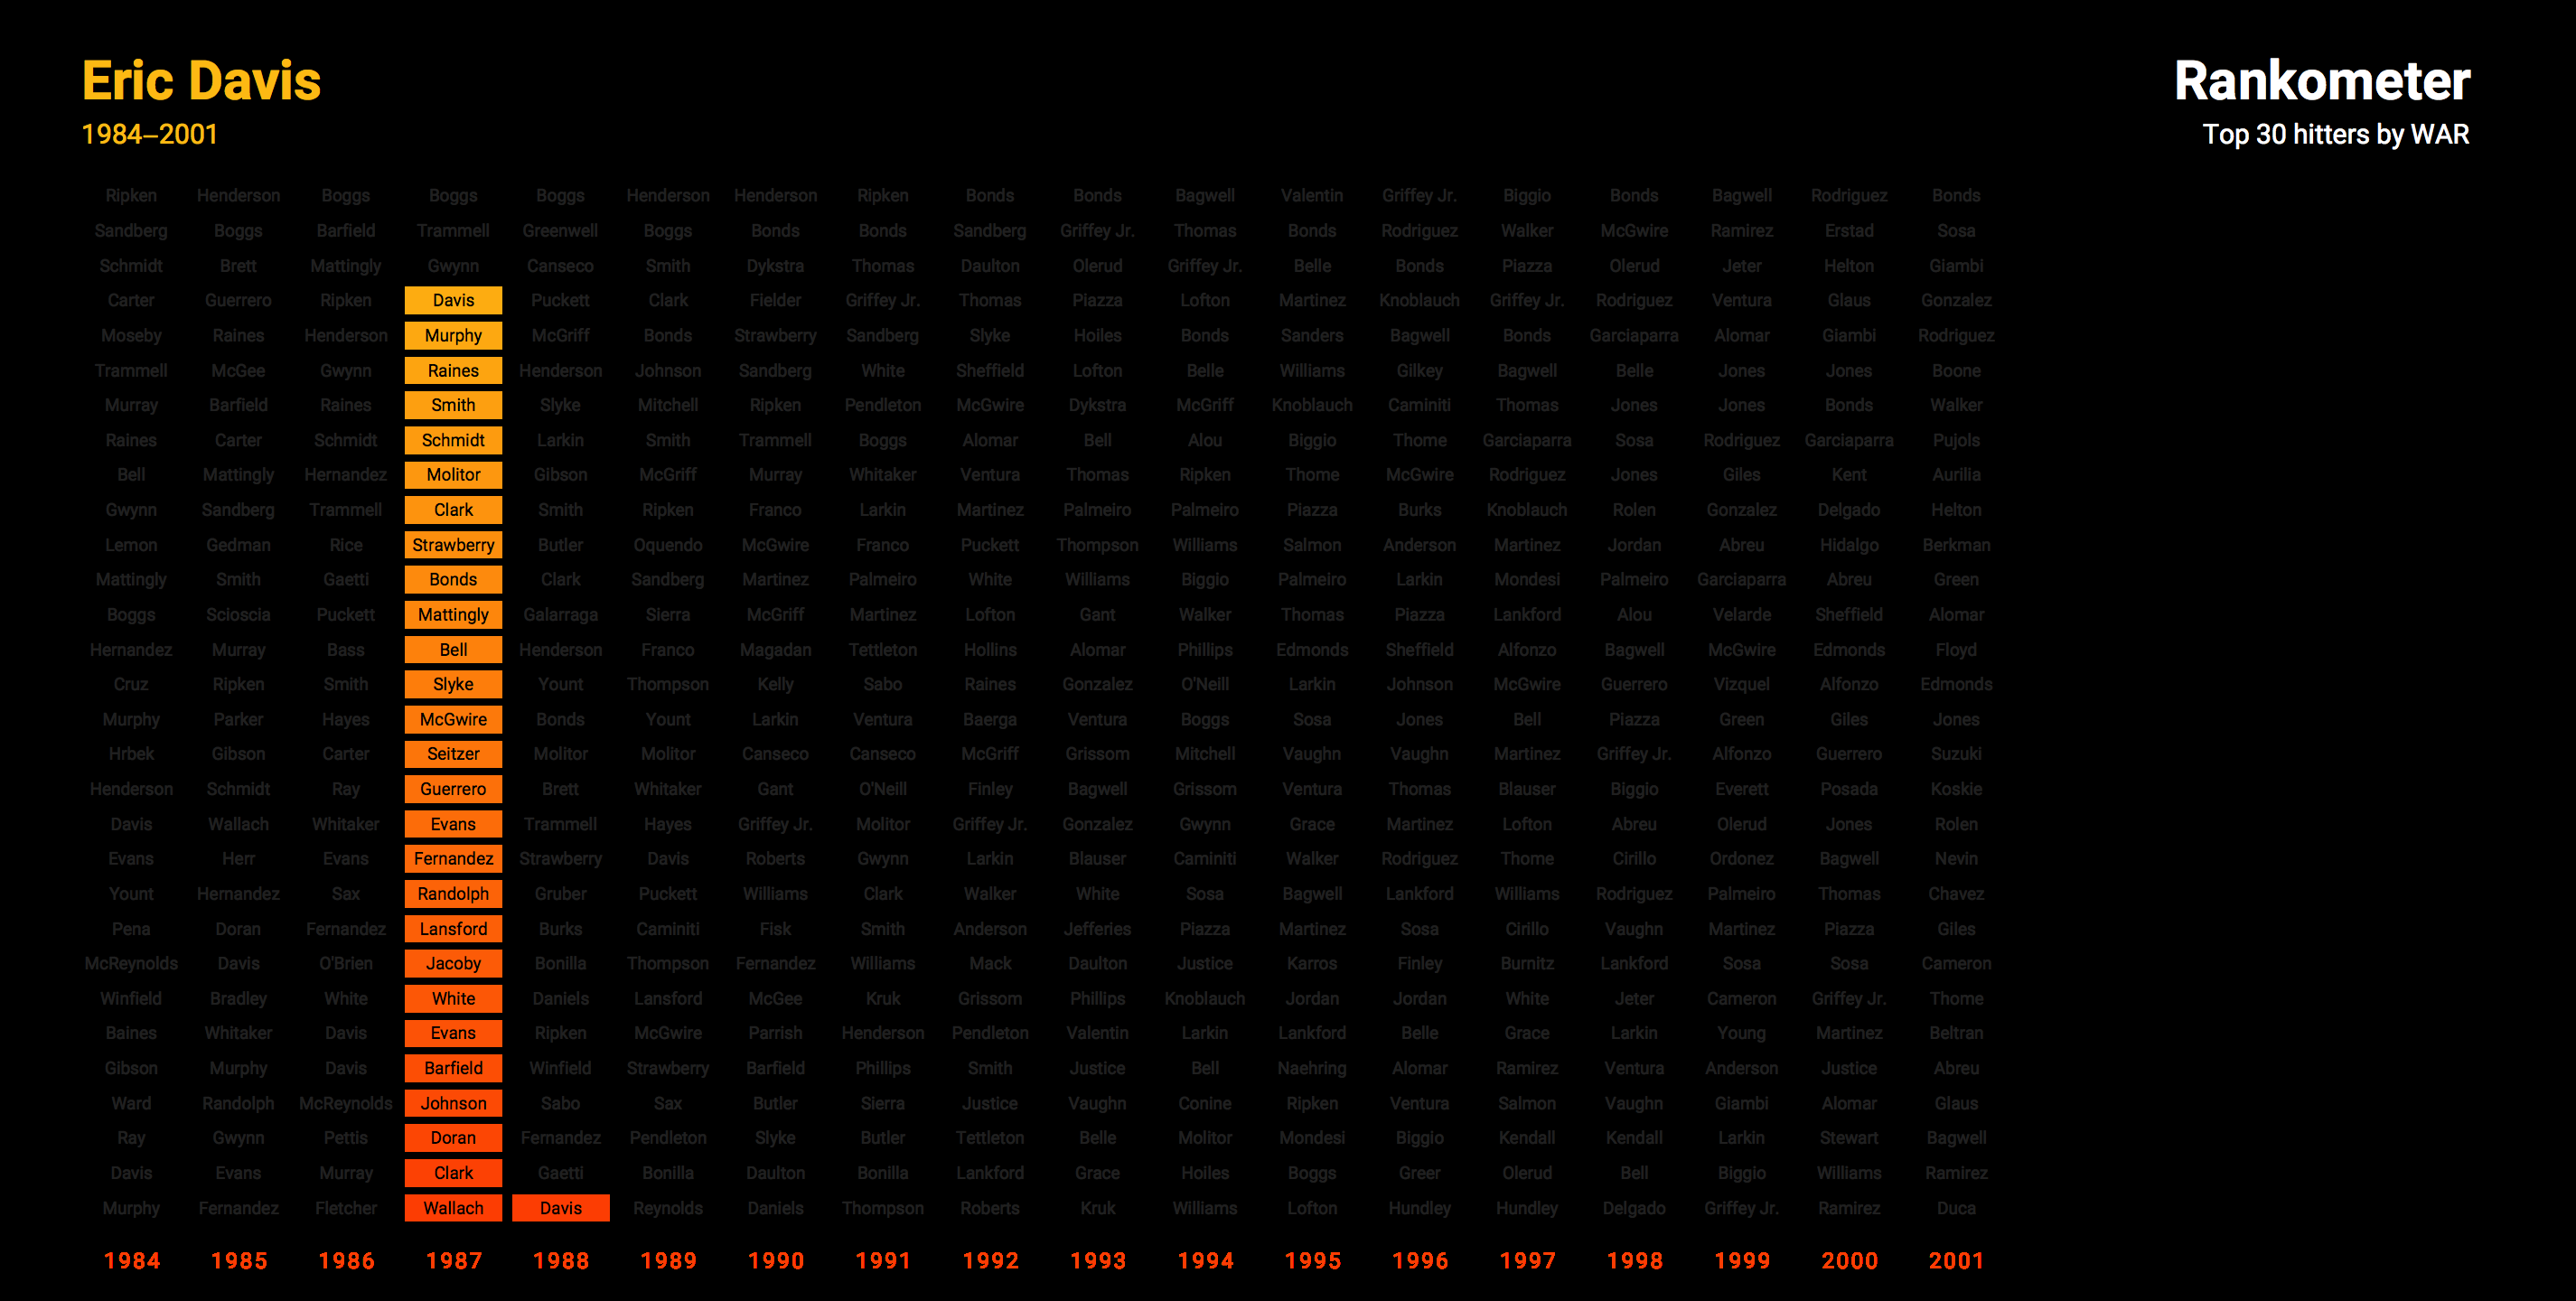 Eric Davis
1984–2001
Rankometer
Top 30 hitters by WAR
Ripken Henderson Boggs Boggs Boggs Henderson Henderson Ripken Bonds Bonds Bagwell Valentin Griffey Jr. Biggio Bonds Bagwell Rodriguez Bonds
Sandberg Boggs Barfield Trammell Greenwell Boggs Bonds Bonds Sandberg Griffey Jr. Thomas Bonds Rodriguez Walker McGwire Ramirez Erstad Sosa
Schmidt Brett Mattingly Gwynn Canseco Smith Dykstra Thomas Daulton Olerud Griffey Jr. Belle Bonds Piazza Olerud Jeter Helton Giambi
Carter Guerrero Ripken Davis Puckett Clark Fielder Griffey Jr. Thomas Piazza Lofton Martinez Knoblauch Griffey Jr. Rodriguez Ventura Glaus Gonzalez
Moseby Raines Henderson Murphy McGriff Bonds Strawberry Sandberg Slyke Hoiles Bonds Sanders Bagwell Bonds Garciaparra Alomar Giambi Rodriguez
Trammell McGee Gwynn Raines Henderson Johnson Sandberg White Sheffield Lofton Belle Williams Gilkey Bagwell Belle Jones Jones Boone
Murray Barfield Raines Smith Slyke Mitchell Ripken Pendleton McGwire Dykstra McGriff Knoblauch Caminiti Thomas Jones Jones Bonds Walker
Raines Carter Schmidt Schmidt Larkin Smith Trammell Boggs Alomar Bell Alou Biggio Thome Garciaparra Sosa Rodriguez Garciaparra Pujols
Bell Mattingly Hernandez Molitor Gibson McGriff Murray Whitaker Ventura Thomas Ripken Thome McGwire Rodriguez Jones Giles Kent Aurilia
Gwynn Sandberg Trammell Clark Smith Ripken Franco Larkin Martinez Palmeiro Palmeiro Piazza Burks Knoblauch Rolen Gonzalez Delgado Helton
Lemon Gedman Rice Strawberry Butler Oquendo McGwire Franco Puckett Thompson Williams Salmon Anderson Martinez Jordan Abreu Hidalgo Berkman
Mattingly Smith Gaetti Bonds Clark Sandberg Martinez Palmeiro White Williams Biggio Palmeiro Larkin Mondesi Palmeiro Garciaparra Abreu Green
Boggs Scioscia Puckett Mattingly Galarraga Sierra McGriff Martinez Lofton Gant Walker Thomas Piazza Lankford Alou Velarde Sheffield Alomar
Hernandez Murray Bass Bell Henderson Franco Magadan Tettleton Hollins Alomar Phillips Edmonds Sheffield Alfonzo Bagwell McGwire Edmonds Floyd
Cruz Ripken Smith Slyke Yount Thompson Kelly Sabo Raines Gonzalez O'Neill Larkin Johnson McGwire Guerrero Vizquel Alfonzo Edmonds
Murphy Parker Hayes McGwire Bonds Yount Larkin Ventura Baerga Ventura Boggs Sosa Jones Bell Piazza Green Giles Jones
Hrbek Gibson Carter Seitzer Molitor Molitor Canseco Canseco McGriff Grissom Mitchell Vaughn Vaughn Martinez Griffey Jr. Alfonzo Guerrero Suzuki
Henderson Schmidt Ray Guerrero Brett Whitaker Gant O'Neill Finley Bagwell Grissom Ventura Thomas Blauser Biggio Everett Posada Koskie
Davis Wallach Whitaker Evans Trammell Hayes Griffey Jr. Molitor Griffey Jr. Gonzalez Gwynn Grace Martinez Lofton Abreu Olerud Jones Rolen
Evans Herr Evans Fernandez Strawberry Davis Roberts Gwynn Larkin Blauser Caminiti Walker Rodriguez Thome Cirillo Ordonez Bagwell Nevin
Yount Hernandez Sax Randolph Gruber Puckett Williams Clark Walker White Sosa Bagwell Lankford Williams Rodriguez Palmeiro Thomas Chavez
Pena Doran Fernandez Lansford Burks Caminiti Fisk Smith Anderson Jefferies Piazza Martinez Sosa Cirillo Vaughn Martinez Piazza Giles
McReynolds Davis O'Brien Jacoby Bonilla Thompson Fernandez Williams Mack Daulton Justice Karros Finley Burnitz Lankford Sosa Sosa Cameron
Winfield Bradley White White Daniels Lansford McGee Kruk Grissom Phillips Knoblauch Jordan Jordan White Jeter Cameron Griffey Jr. Thome
Baines Whitaker Davis Evans Ripken McGwire Parrish Henderson Pendleton Valentin Larkin Lankford Belle Grace Larkin Young Martinez Beltran
Gibson Murphy Davis Barfield Winfield Strawberry Barfield Phillips Smith Justice Bell Naehring Alomar Ramirez Ventura Anderson Justice Abreu
Ward Randolph McReynolds Johnson Sabo Sax Butler Sierra Justice Vaughn Conine Ripken Ventura Salmon Vaughn Giambi Alomar Glaus
Ray Gwynn Pettis Doran Fernandez Pendleton Slyke Butler Tettleton Belle Molitor Mondesi Biggio Kendall Kendall Larkin Stewart Bagwell
Davis Evans Murray Clark Gaetti Bonilla Daulton Bonilla Lankford Grace Hoiles Boggs Greer Olerud Bell Biggio Williams Ramirez
Murphy Fernandez Fletcher Wallach Davis Reynolds Daniels Thompson Roberts Kruk Williams Lofton Hundley Hundley Delgado Griffey Jr. Ramirez Duca
1984 1985 1986 1987 1988 1989 1990 1991 1992 1993 1994 1995 1996 1997 1998 1999 2000 2001